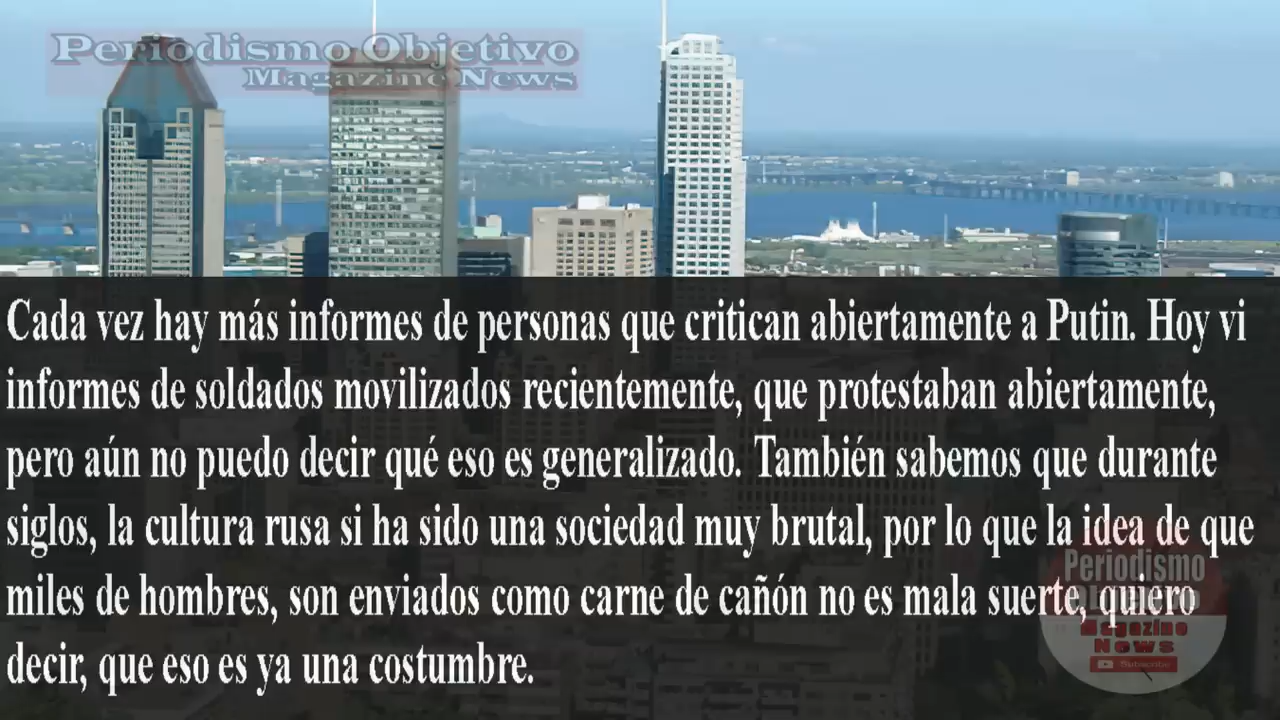 Periodismo Objetivo
Magazine News
Cada vez hay más informes de personas que critican abiertamente a Putin. Hoy vi
informes de soldados movilizados recientemente, que protestaban abiertamente,
pero aún no puedo decir qué eso es generalizado. También sabemos que durante
siglos, la cultura rusa si ha sido una sociedad muy brutal, por lo que la idea de que
miles de hombres, son enviados como carne de cañón no es mala suerte, quiero
decir, que eso es ya una costumbre.
Periodismo
Objetivo
Magazine
News
Subscribe